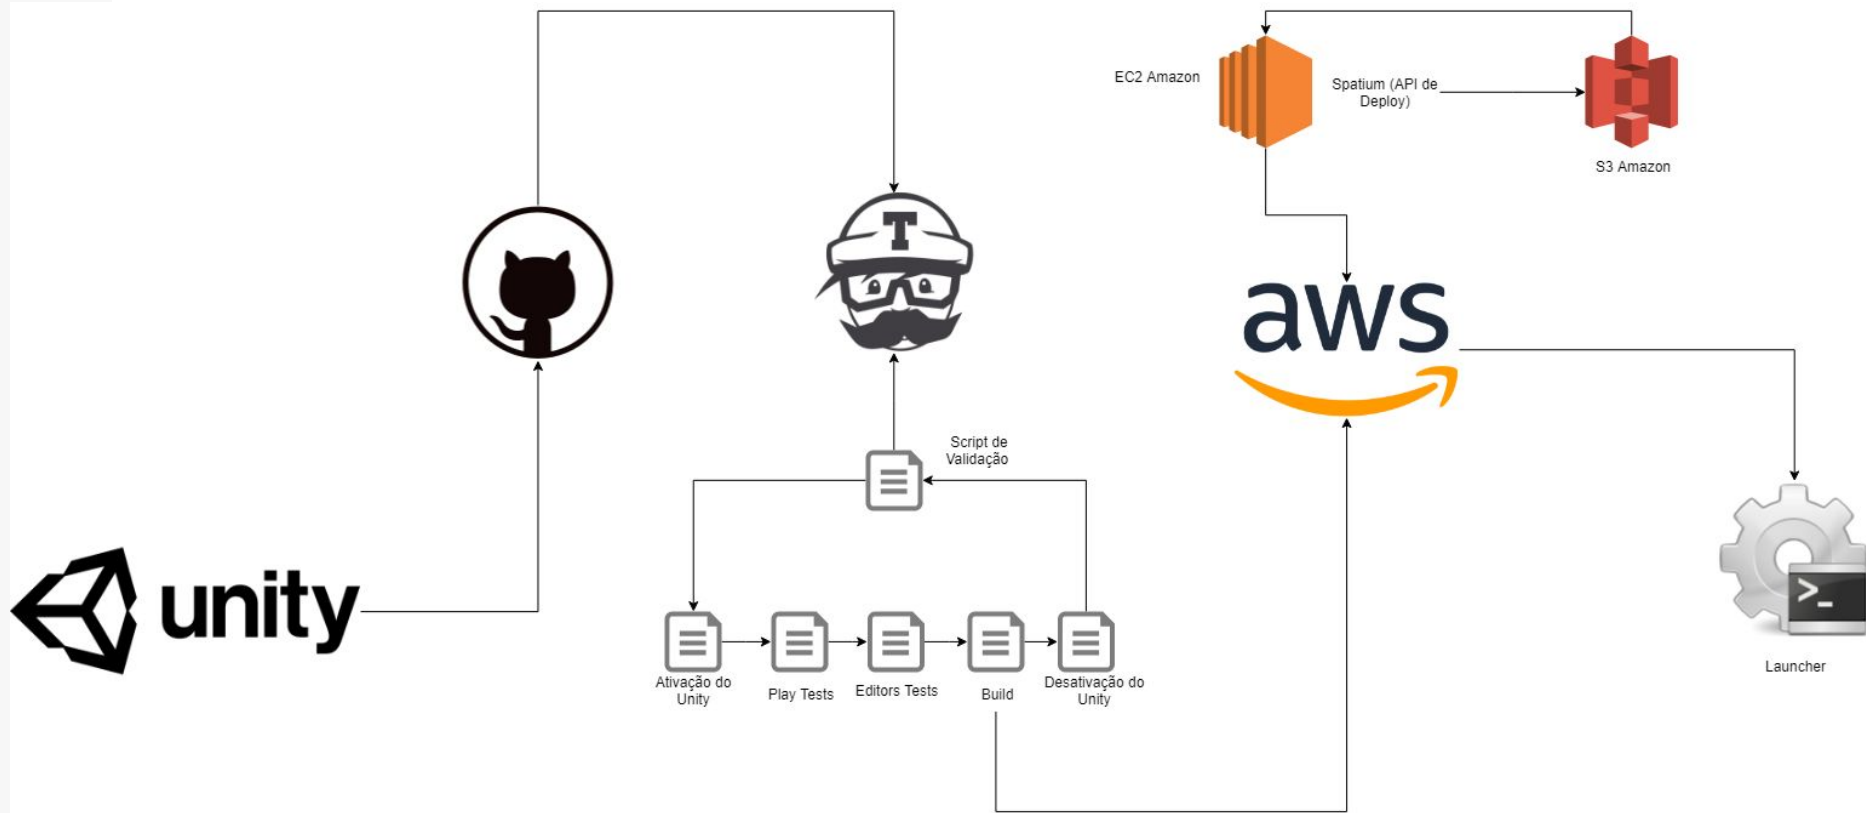 EC2 Amazon
Spatium (API de
Deploy)
S3 Amazon
T
aws
Script de
Validação
unity
>_
Ativação do
Unity
Play Tests
Editors Tests
Build
Desativação do
Unity
Launcher